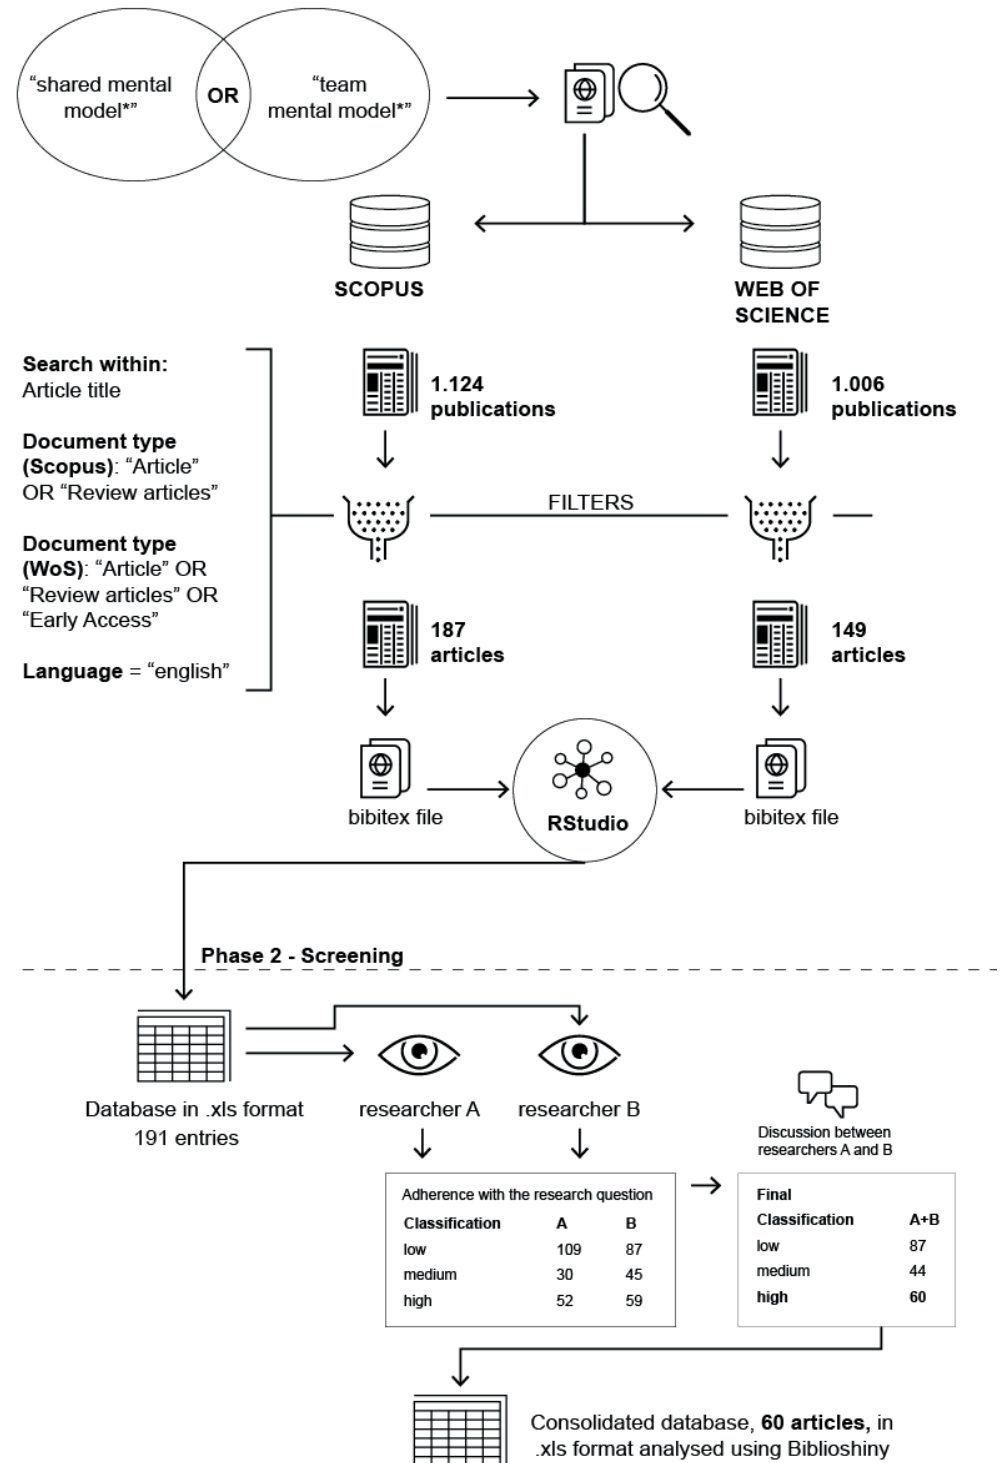 “shared mental
model*”
OR
“team
mental model*”
SCOPUS
WEB OF
SCIENCE
Search within:
Article title
Document type
(Scopus): “Article”
OR “Review articles”
Document type
(WoS): “Article” OR
“Review articles” OR
“Early Access”
Language = “english”
1.124
publications
1.006
publications
FILTERS
187
articles
149
articles
bibitex file
RStudio
bibitex file
Phase 2 - Screening
Database in .xls format
191 entries
researcher A
researcher B
Discussion between
researchers A and B
Adherence with the research question
Classification A B
low 109 87
medium 30 45
high 52 59
Final
Classification A+B
low 87
medium 44
high 60
Consolidated database, 60 articles, in
.xls format analysed using Biblioshiny